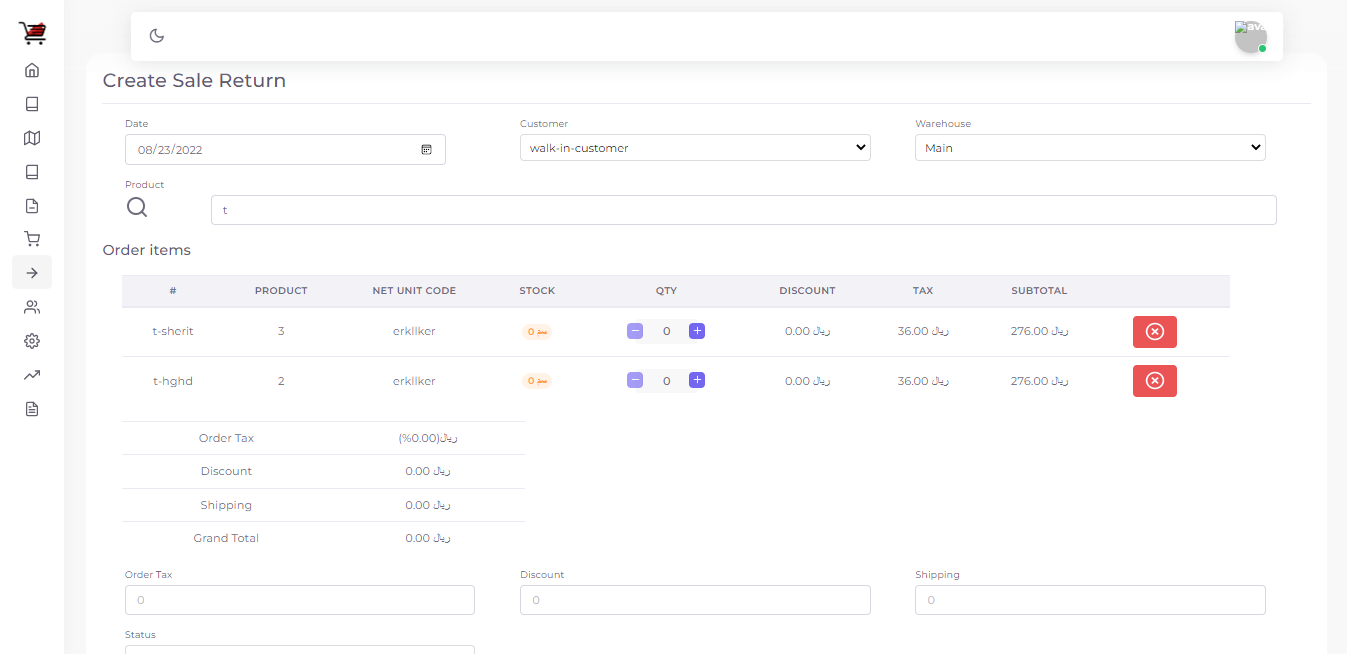 ava
Create Sale Return
Date Customer Warehouse
08/23/2022 walk-in-customer Main
Product
t
Order items
# PRODUCT NET UNIT CODE STOCK QTY DISCOUNT TAX SUBTOTAL
t-sherit 3 erkllker 0 0 0.00 ريال 36.00 ريال 276.00 ريال
t-hghd 2 erkllker 0 0 0.00 ريال 36.00 ريال 276.00 ريال
Order Tax (%0.00)ريال
Discount 0.00 ريال
Shipping 0.00 ريال
Grand Total 0.00 ريال
Order Tax Discount Shipping
0 0 0
Status